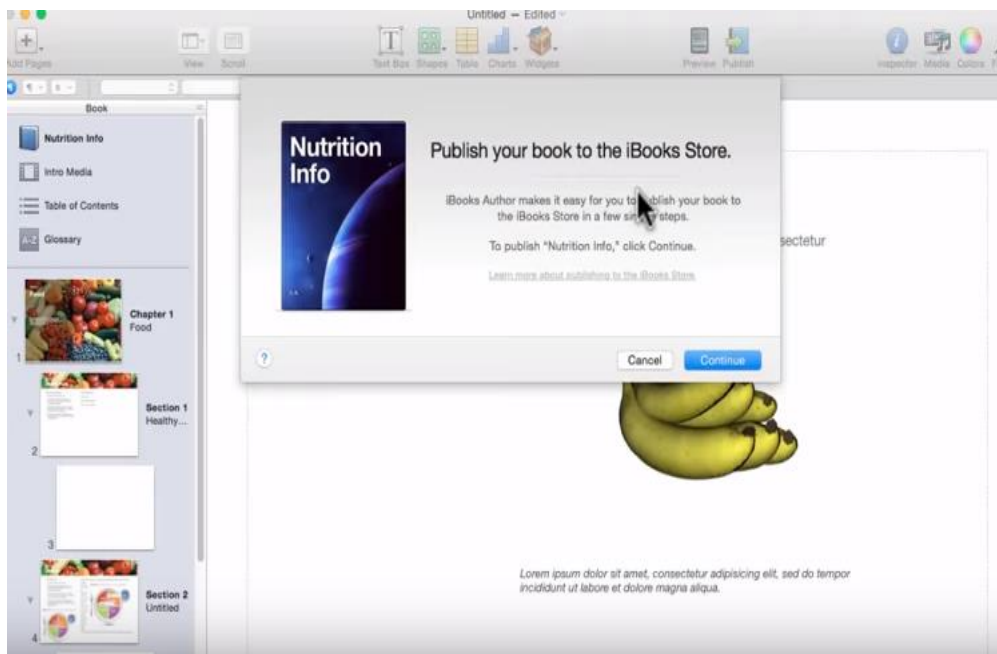 Untitled — Edited
Add Pages
View
Scroll
Text Box
Shapes
Table
Charts
Widgets
Preview
Publish
Inspector
Media
Colors
Book
Nutrition Info
Intro Media
Table of Contents
A-Z
Glossary
Food
Chapter 1
Food
1
Section 1
Healthy...
2
3
Section 2
Untitled
4
Nutrition
Info
Publish your book to the iBooks Store.
iBooks Author makes it easy for you to publish your book to
the iBooks Store in a few steps.
To publish "Nutrition Info," click Continue.
Learn more about publishing to the iBooks Store
?
Cancel
Continue
sectetur
Lorem ipsum dolor sit amet, consectetur adipisicing elit, sed do tempor
incididunt ut labore et dolore magna aliqua.